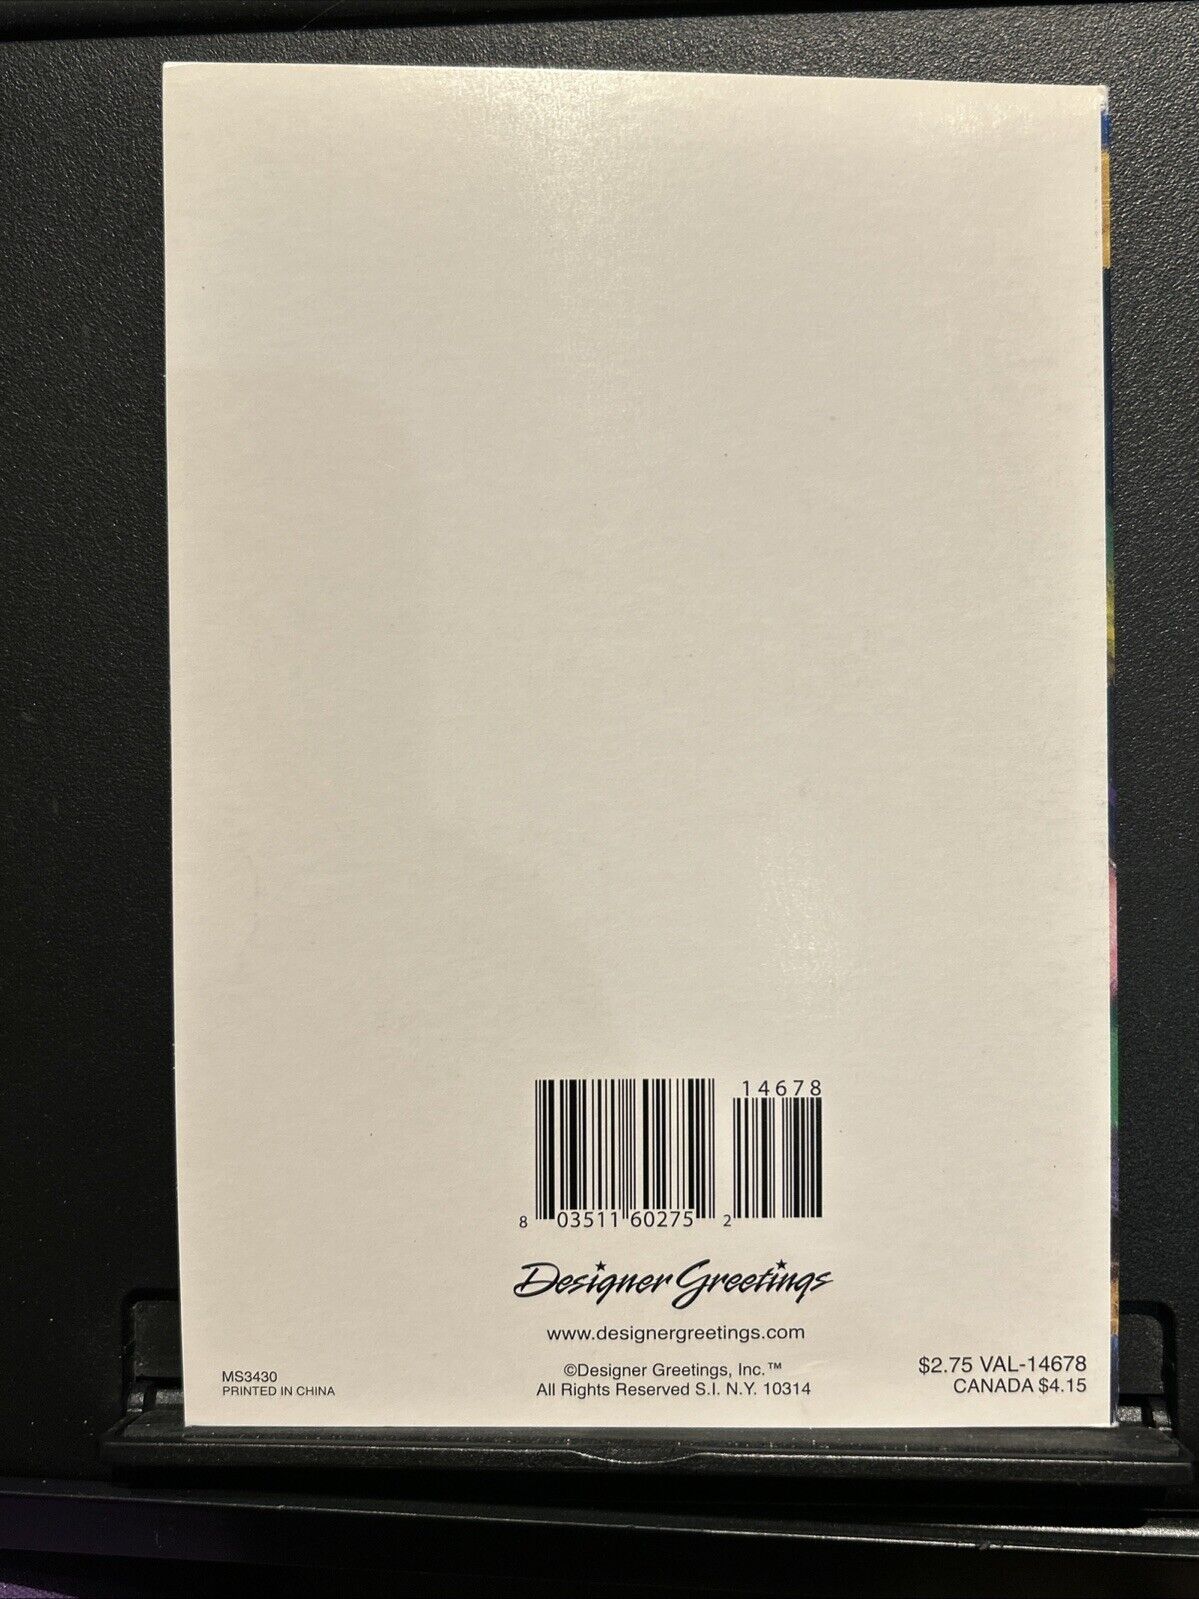 14678
8 03511 60275 2
Designer Greetings
www.designergreetings.com
©Designer Greetings, Inc.™
All Rights Reserved S.I. N.Y. 10314
MS3430
PRINTED IN CHINA
$2.75 VAL-14678
CANADA $4.15